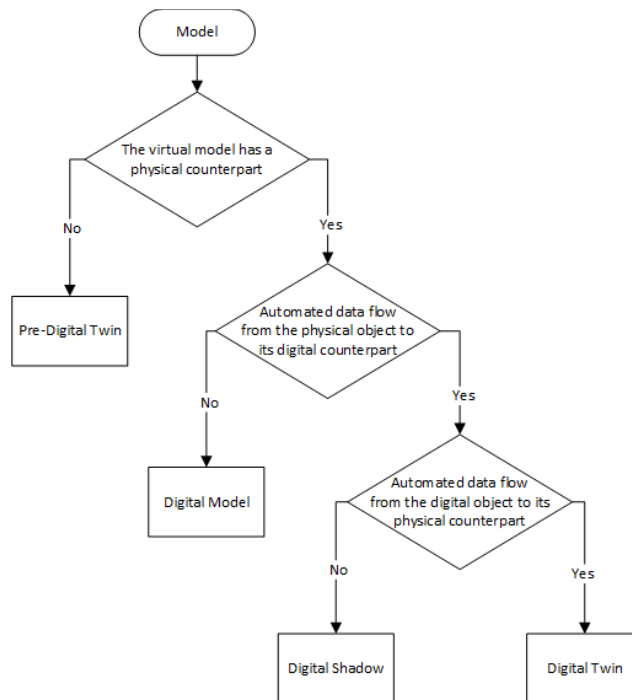 Model
The virtual model has a
physical counterpart
No
Yes
Pre-Digital Twin
Automated data flow
from the physical object to
its digital counterpart
No
Yes
Digital Model
Automated data flow
from the digital object to its
physical counterpart
No
Yes
Digital Shadow
Digital Twin